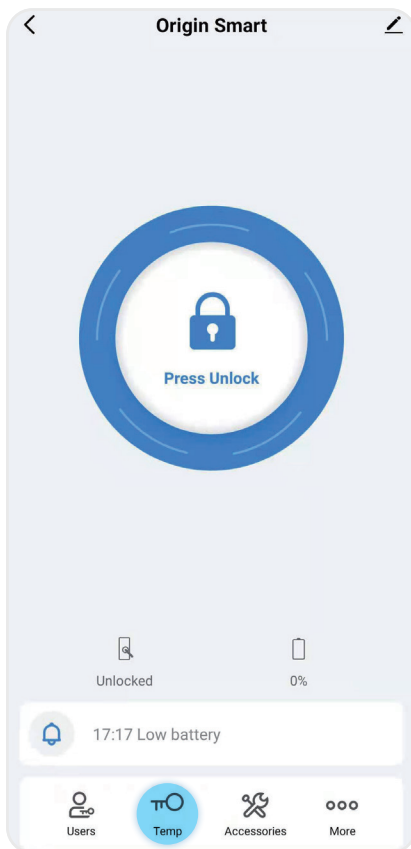 Origin Smart
Press Unlock
Unlocked 0%
17:17 Low battery
Users Temp Accessories More